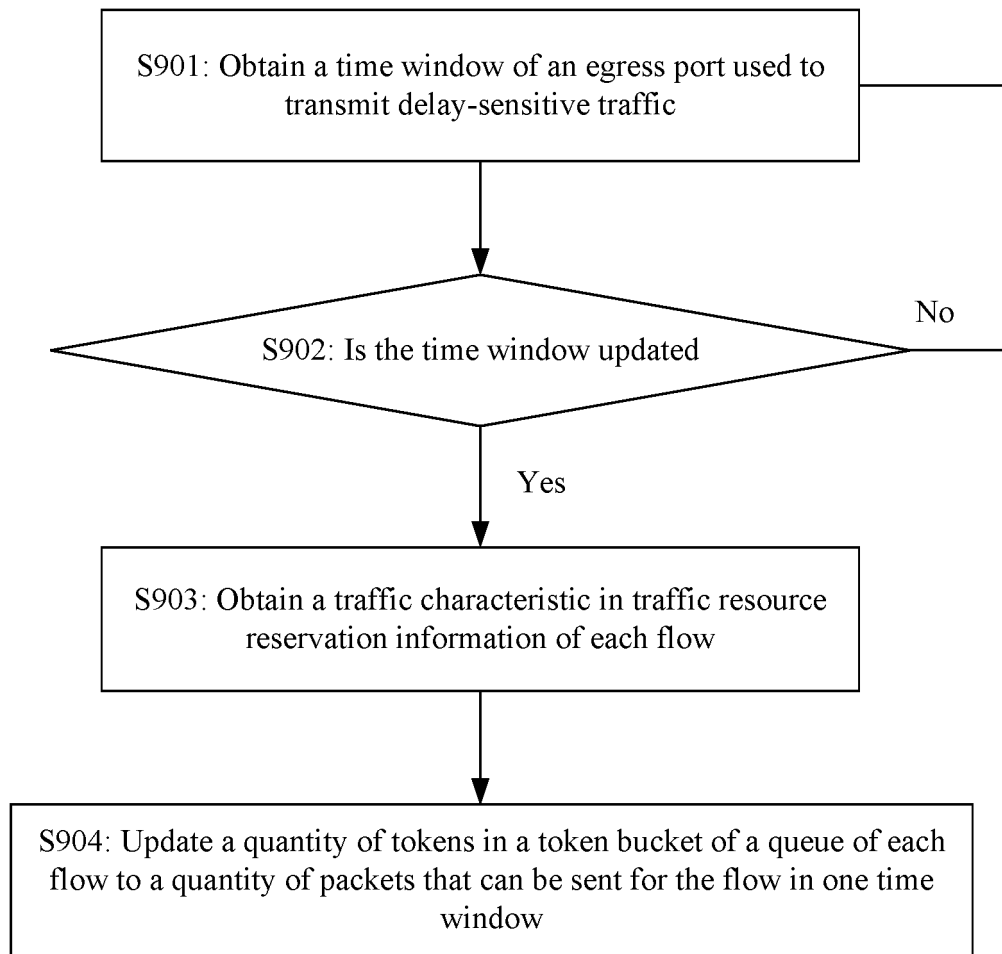 S901: Obtain a time window of an egress port used to
transmit delay-sensitive traffic
S902: Is the time window updated
No
Yes
S903: Obtain a traffic characteristic in traffic resource
reservation information of each flow
S904: Update a quantity of tokens in a token bucket of a queue of each
flow to a quantity of packets that can be sent for the flow in one time
window